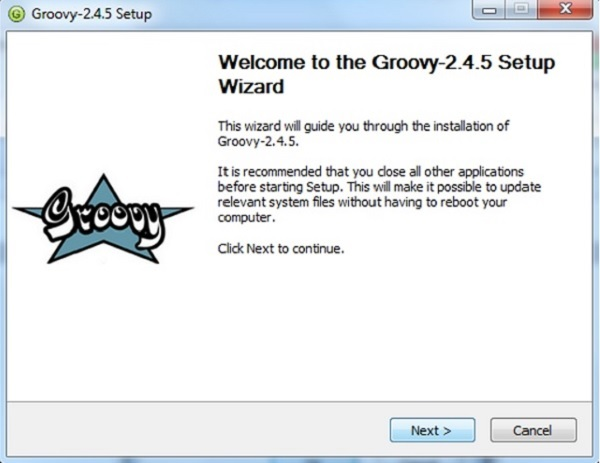 Groovy-2.4.5 Setup
Welcome to the Groovy-2.4.5 Setup
Wizard
This wizard will guide you through the installation of
Groovy-2.4.5.
It is recommended that you close all other applications
before starting Setup. This will make it possible to update
relevant system files without having to reboot your
computer.
Groovy
Click Next to continue.
Next >
Cancel